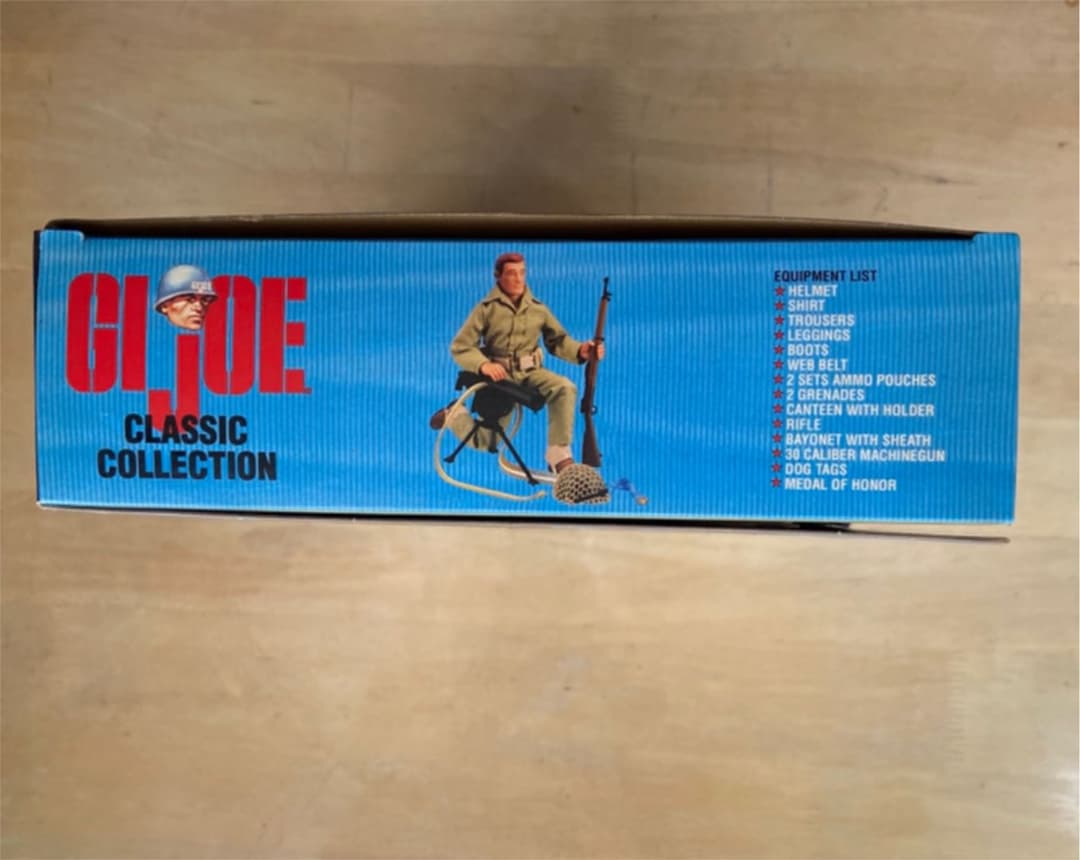 GI JOE
CLASSIC
COLLECTION
EQUIPMENT LIST
HELMET
SHIRT
TROUSERS
LEGGINGS
BOOTS
WEB BELT
2 SETS AMMO POUCHES
2 GRENADES
CANTEEN WITH HOLDER
RIFLE
BAYONET WITH SHEATH
30 CALIBER MACHINEGUN
DOG TAGS
MEDAL OF HONOR